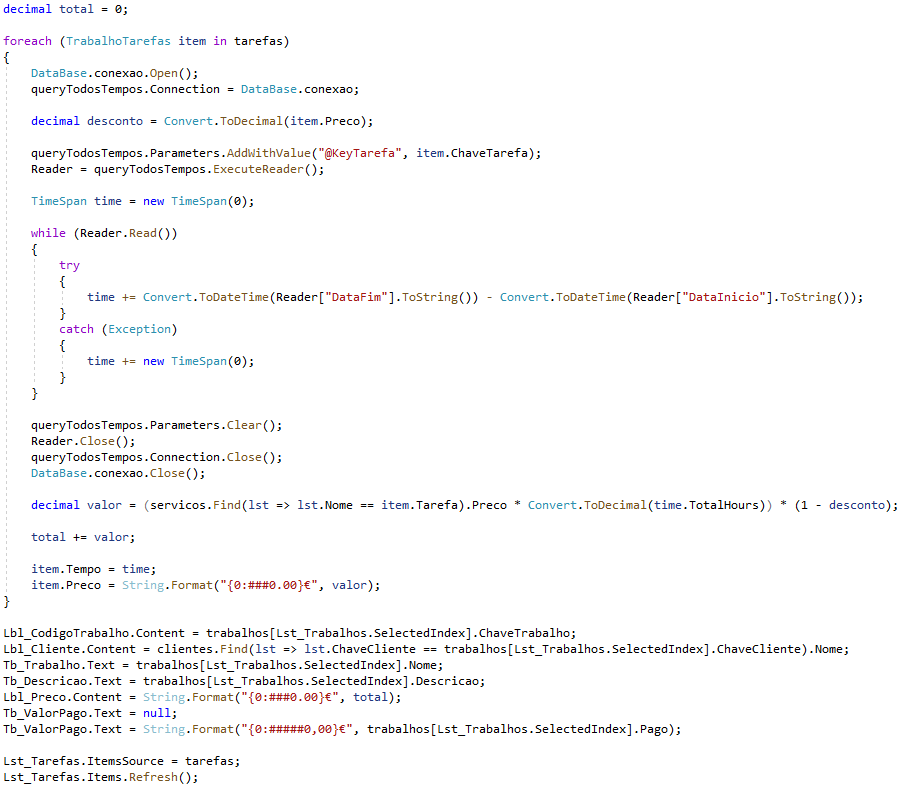 decimal total = 0;
foreach (TrabalhoTarefas item in tarefas)
{
DataBase.conexao.Open();
queryTodosTempos.Connection = DataBase.conexao;
decimal desconto = Convert.ToDecimal(item.Preco);
queryTodosTempos.Parameters.AddWithValue("@KeyTarefa", item.ChaveTarefa);
Reader = queryTodosTempos.ExecuteReader();
TimeSpan time = new TimeSpan(0);
while (Reader.Read())
{
try
{
time += Convert.ToDateTime(Reader["DataFim"].ToString()) - Convert.ToDateTime(Reader["DataInicio"].ToString());
}
catch (Exception)
{
time += new TimeSpan(0);
}
}
queryTodosTempos.Parameters.Clear();
Reader.Close();
queryTodosTempos.Connection.Close();
DataBase.conexao.Close();
decimal valor = (servicos.Find(lst => lst.Nome == item.Tarefa).Preco * Convert.ToDecimal(time.TotalHours)) * (1 - desconto);
total += valor;
item.Tempo = time;
item.Preco = String.Format("{0:###0.00}€", valor);
}
Lbl_CodigoTrabalho.Content = trabalhos[Lst_Trabalhos.SelectedIndex].ChaveTrabalho;
Lbl_Cliente.Content = clientes.Find(lst => lst.ChaveCliente == trabalhos[Lst_Trabalhos.SelectedIndex].ChaveCliente).Nome;
Tb_Trabalho.Text = trabalhos[Lst_Trabalhos.SelectedIndex].Nome;
Tb_Descricao.Text = trabalhos[Lst_Trabalhos.SelectedIndex].Descricao;
Lbl_Preco.Content = String.Format("{0:###0.00}€", total);
Tb_ValorPago.Text = null;
Tb_ValorPago.Text = String.Format("{0:#####0,00}€", trabalhos[Lst_Trabalhos.SelectedIndex].Pago);
Lst_Tarefas.ItemsSource = tarefas;
Lst_Tarefas.Items.Refresh();